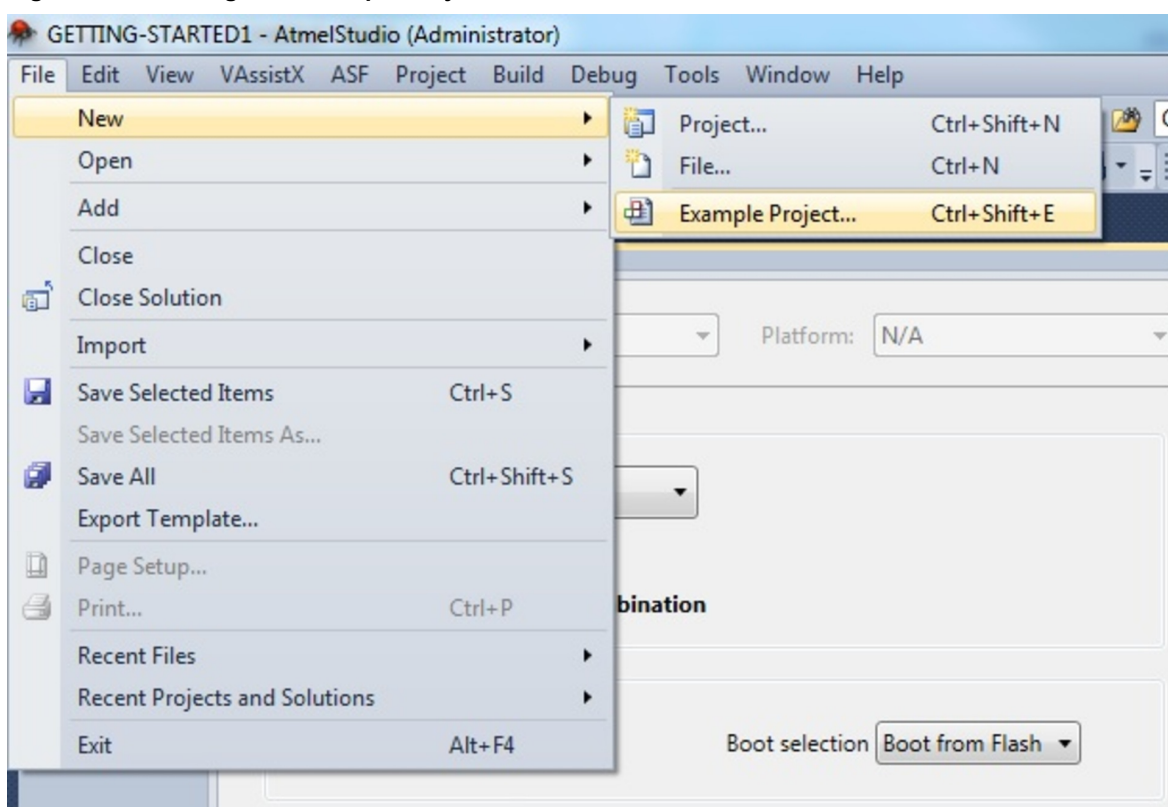 GETTING-STARTED1 - AtmelStudio (Administrator)
File Edit View VAssistX ASF Project Build Debug Tools Window Help
New
Open
Add
Close
Close Solution
Import
Save Selected Items Ctrl+S
Save Selected Items As...
Save All Ctrl+Shift+S
Export Template...
Page Setup...
Print... Ctrl+P
Recent Files
Recent Projects and Solutions
Exit Alt+F4
Project... Ctrl+Shift+N
File... Ctrl+N
Example Project... Ctrl+Shift+E
Platform: N/A
bination
Boot selection Boot from Flash